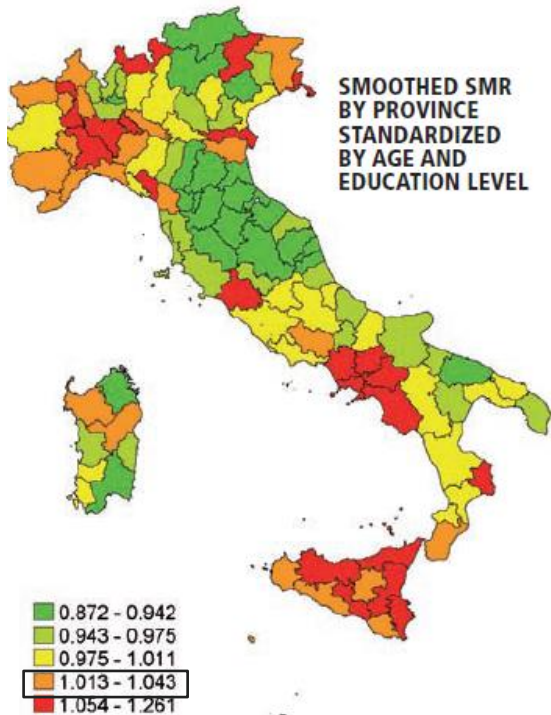 SMOOTHED SMR
BY PROVINCE
STANDARDIZED
BY AGE AND
EDUCATION LEVEL
0.872 - 0.942
0.943 - 0.975
0.975 - 1.011
1.013 - 1.043
1.054 - 1.261